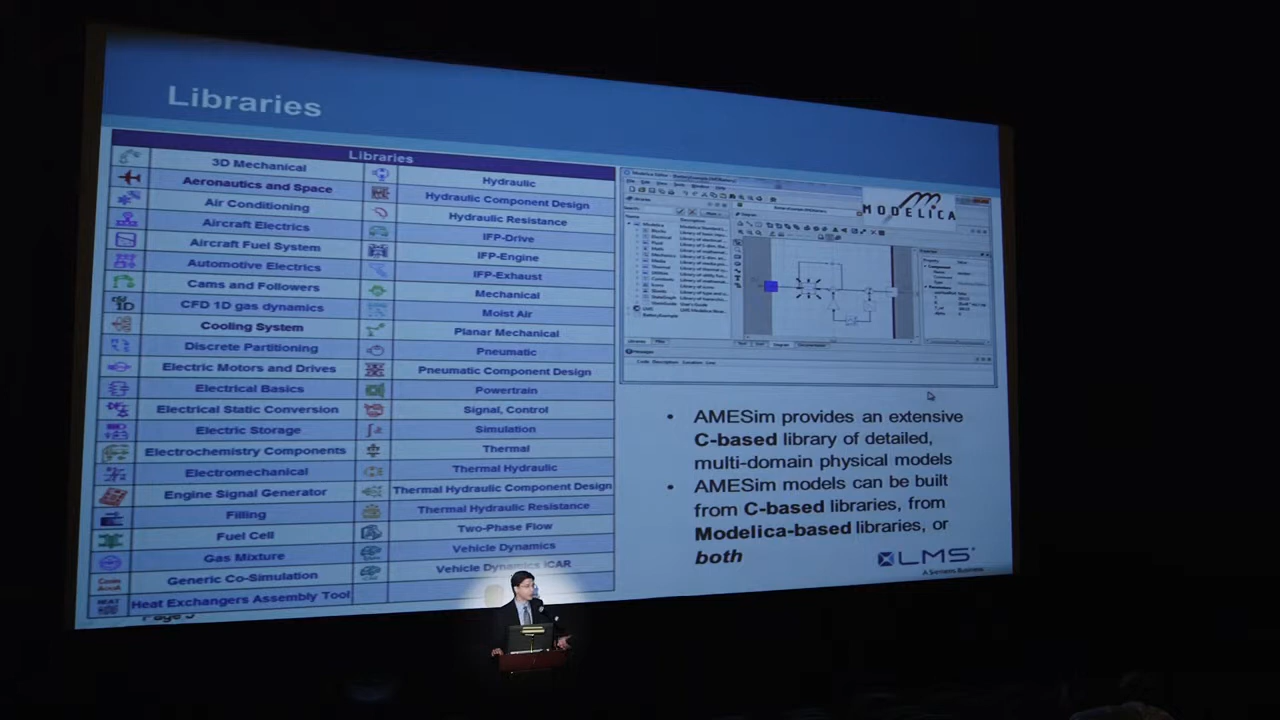 Libraries
Libraries
3D Mechanical
Hydraulic
Aeronautics and Space
Hydraulic Component Design
Air Conditioning
Hydraulic Resistance
Aircraft Electrics
IFP-Drive
Aircraft Fuel System
IFP-Engine
Automotive Electrics
IFP-Exhaust
Cams and Followers
Mechanical
CFD 1D gas dynamics
Moist Air
Cooling System
Planar Mechanical
Discrete Partitioning
Pneumatic
Electric Motors and Drives
Pneumatic Component Design
Electrical Basics
Powertrain
Electrical Static Conversion
Signal, Control
Electric Storage
Simulation
Electrochemistry Components
Thermal
Electromechanical
Thermal Hydraulic
Engine Signal Generator
Thermal Hydraulic Component Design
Filling
Thermal Hydraulic Resistance
Fuel Cell
Two-Phase Flow
Gas Mixture
Vehicle Dynamics
Generic Co-Simulation
Vehicle Dynamics iCAR
Heat Exchangers Assembly Tool
MODELICA
• AMESim provides an extensive
C-based library of detailed,
multi-domain physical models
• AMESim models can be built
from C-based libraries, from
Modelica-based libraries, or
both
LMS
A Siemens Business